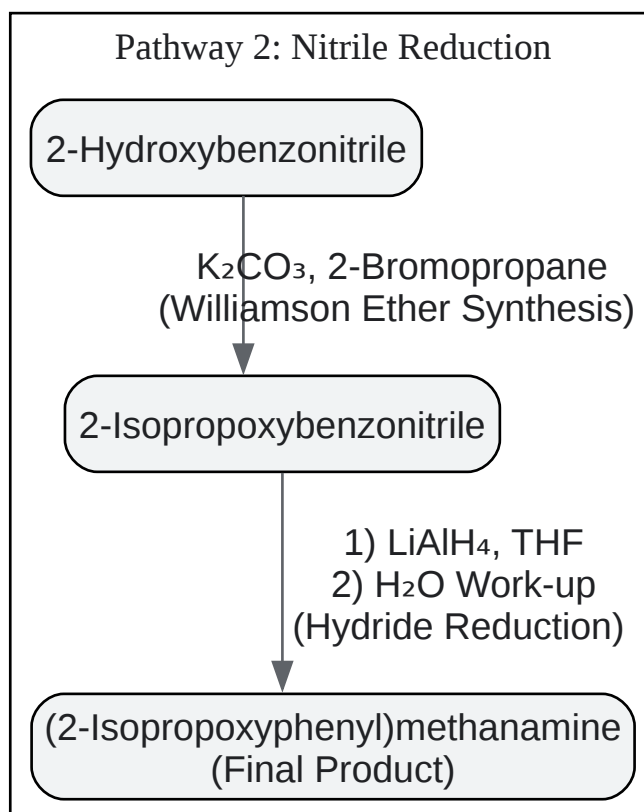 Pathway 2: Nitrile Reduction
2-Hydroxybenzonitrile
K₂CO₃, 2-Bromopropane
(Williamson Ether Synthesis)
2-Isopropoxybenzonitrile
1) LiAlH₄, THF
2) H₂O Work-up
(Hydride Reduction)
(2-Isopropoxyphenyl)methanamine
(Final Product)